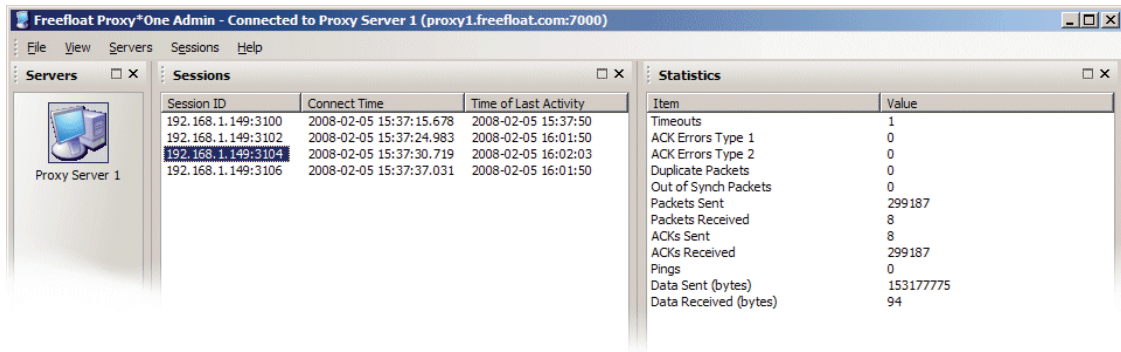 Freefloat Proxy*One Admin - Connected to Proxy Server 1 (proxy1.freefloat.com:7000)
File View Servers Sessions Help
Servers
Proxy Server 1
Sessions
Session ID Connect Time Time of Last Activity
192.168.1.149:3100 2008-02-05 15:37:15.678 2008-02-05 15:37:50
192.168.1.149:3102 2008-02-05 15:37:24.983 2008-02-05 16:01:50
192.168.1.149:3104 2008-02-05 15:37:30.719 2008-02-05 16:02:03
192.168.1.149:3106 2008-02-05 15:37:37.031 2008-02-05 16:01:50
Statistics
Item Value
Timeouts 1
ACK Errors Type 1 0
ACK Errors Type 2 0
Duplicate Packets 0
Out of Synch Packets 0
Packets Sent 299187
Packets Received 8
ACKs Sent 8
ACKs Received 299187
Pings 0
Data Sent (bytes) 153177775
Data Received (bytes) 94